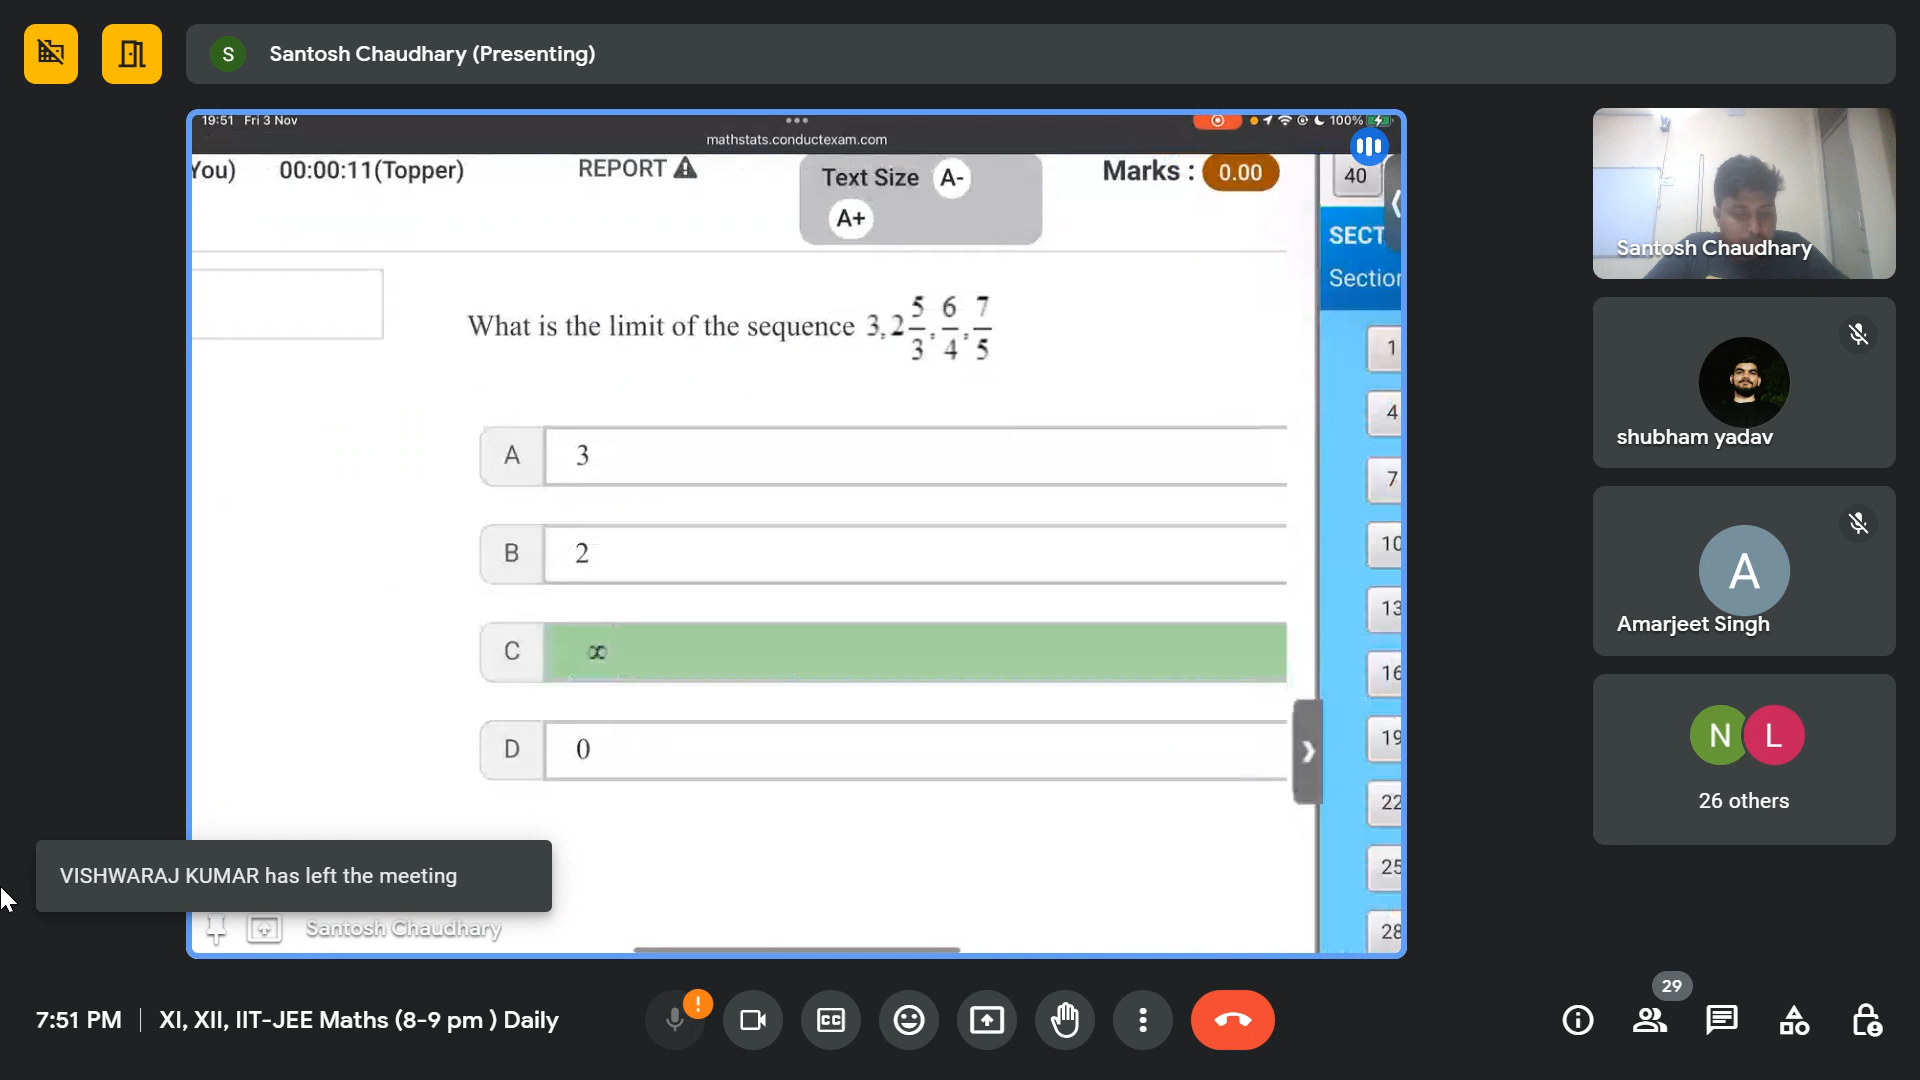 S Santosh Chaudhary (Presenting)
19:51 Fri 3 Nov
100%
mathstats.conductexam.com
You) 00:00:11(Topper) REPORT Text Size A- A+ Marks : 0.00
40
SECT
Section
What is the limit of the sequence 3, 2 5/3, 6/4, 7/5
A 3
B 2
C ∞
D 0
1
4
7
10
13
16
19
22
25
28
VISHWARAJ KUMAR has left the meeting
Santosh Chaudhary
Santosh Chaudhary
shubham yadav
A
Amarjeet Singh
N L
26 others
7:51 PM | XI, XII, IIT-JEE Maths (8-9 pm ) Daily
!
CC
29